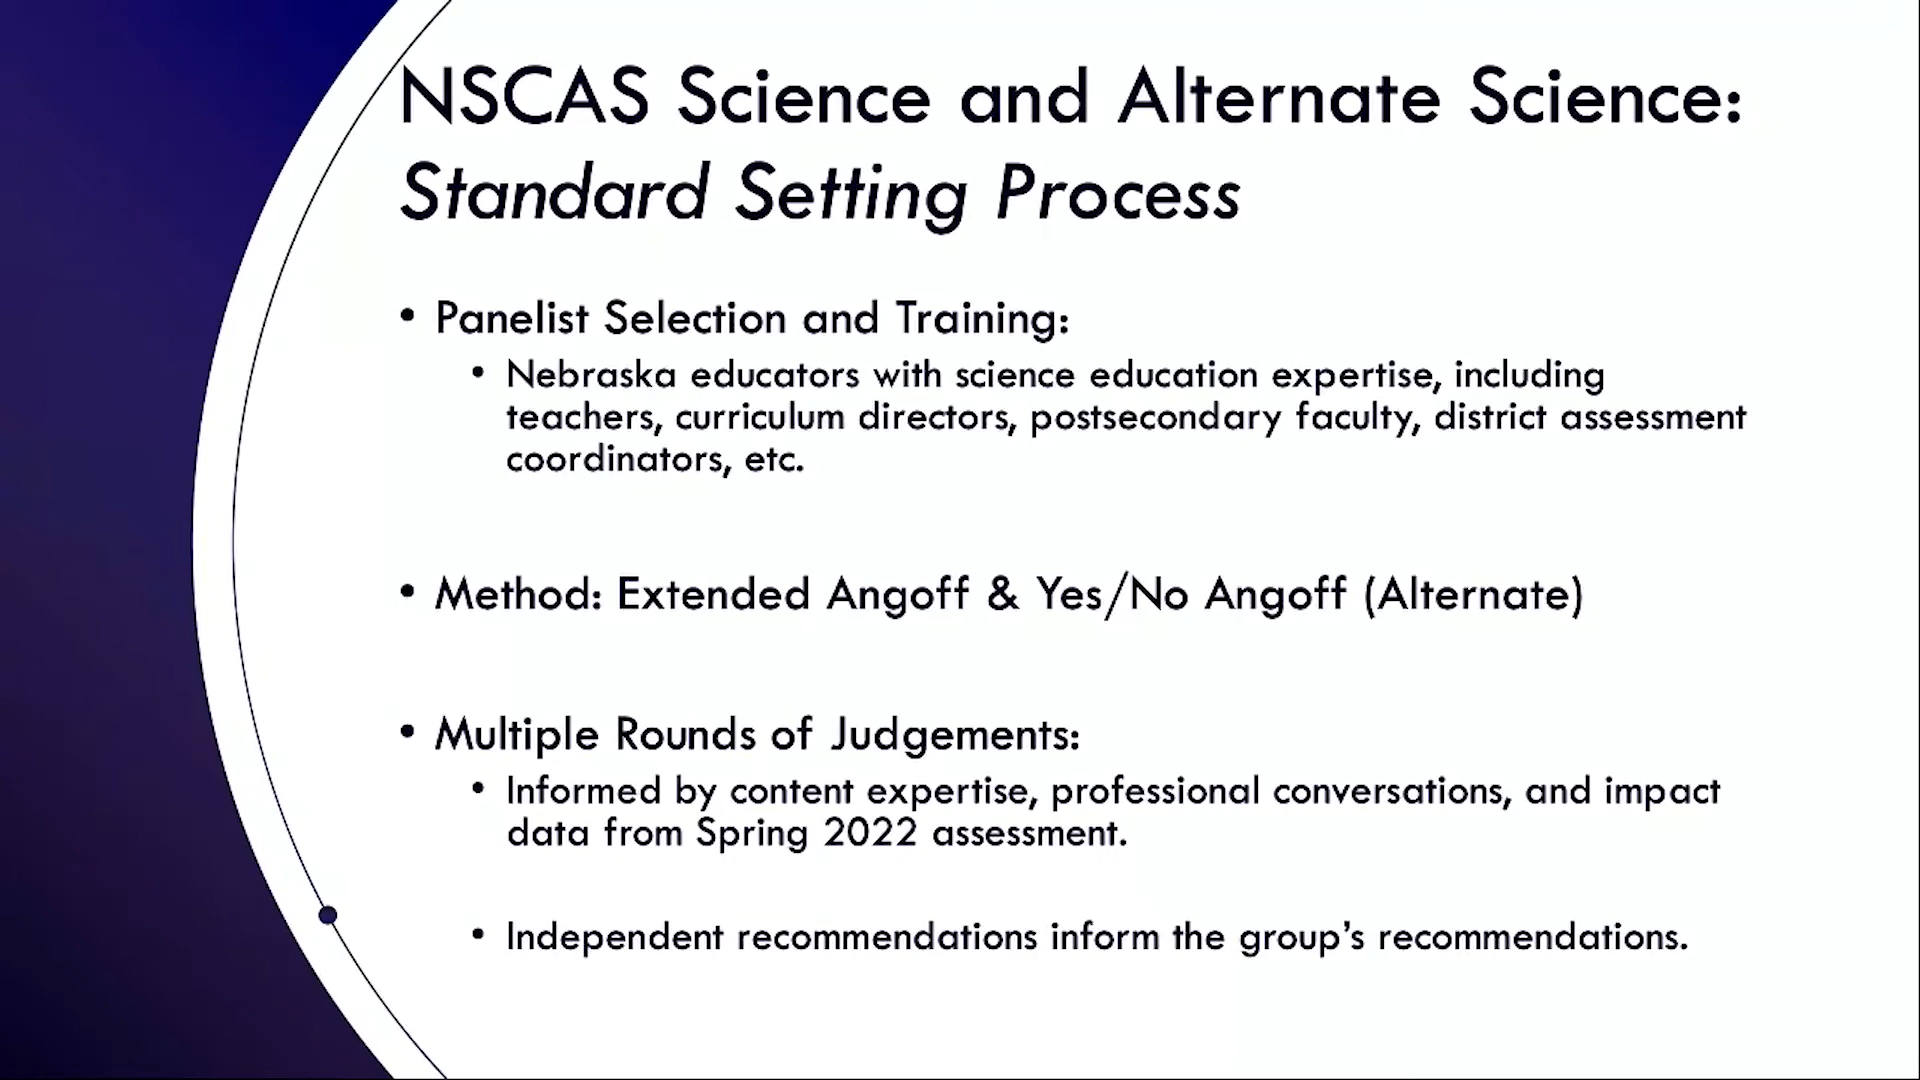 NSCAS Science and Alternate Science:
Standard Setting Process
• Panelist Selection and Training:
• Nebraska educators with science education expertise, including
teachers, curriculum directors, postsecondary faculty, district assessment
coordinators, etc.
• Method: Extended Angoff & Yes/No Angoff (Alternate)
• Multiple Rounds of Judgements:
• Informed by content expertise, professional conversations, and impact
data from Spring 2022 assessment.
• Independent recommendations inform the group’s recommendations.